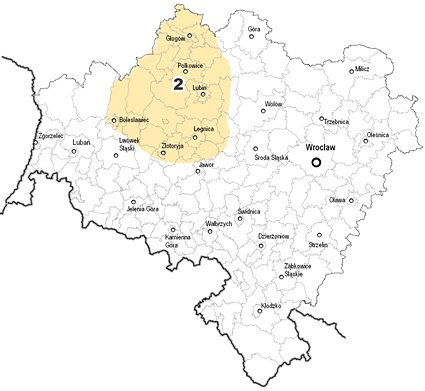 Góra
Głogów
Polkowice
Milicz
2
Lubin
Wołów
Trzebnica
Bolesławiec
Legnica
Oleśnica
Zgorzelec
Lubań
Lwówek
Śląski
Złotoryja
Wrocław
Środa Śląska
Jawor
Oława
Jelenia Góra
Świdnica
Kamienna
Góra
Wałbrzych
Dzierżoniów
Strzelin
Ząbkowice
Śląskie
Kłodzko